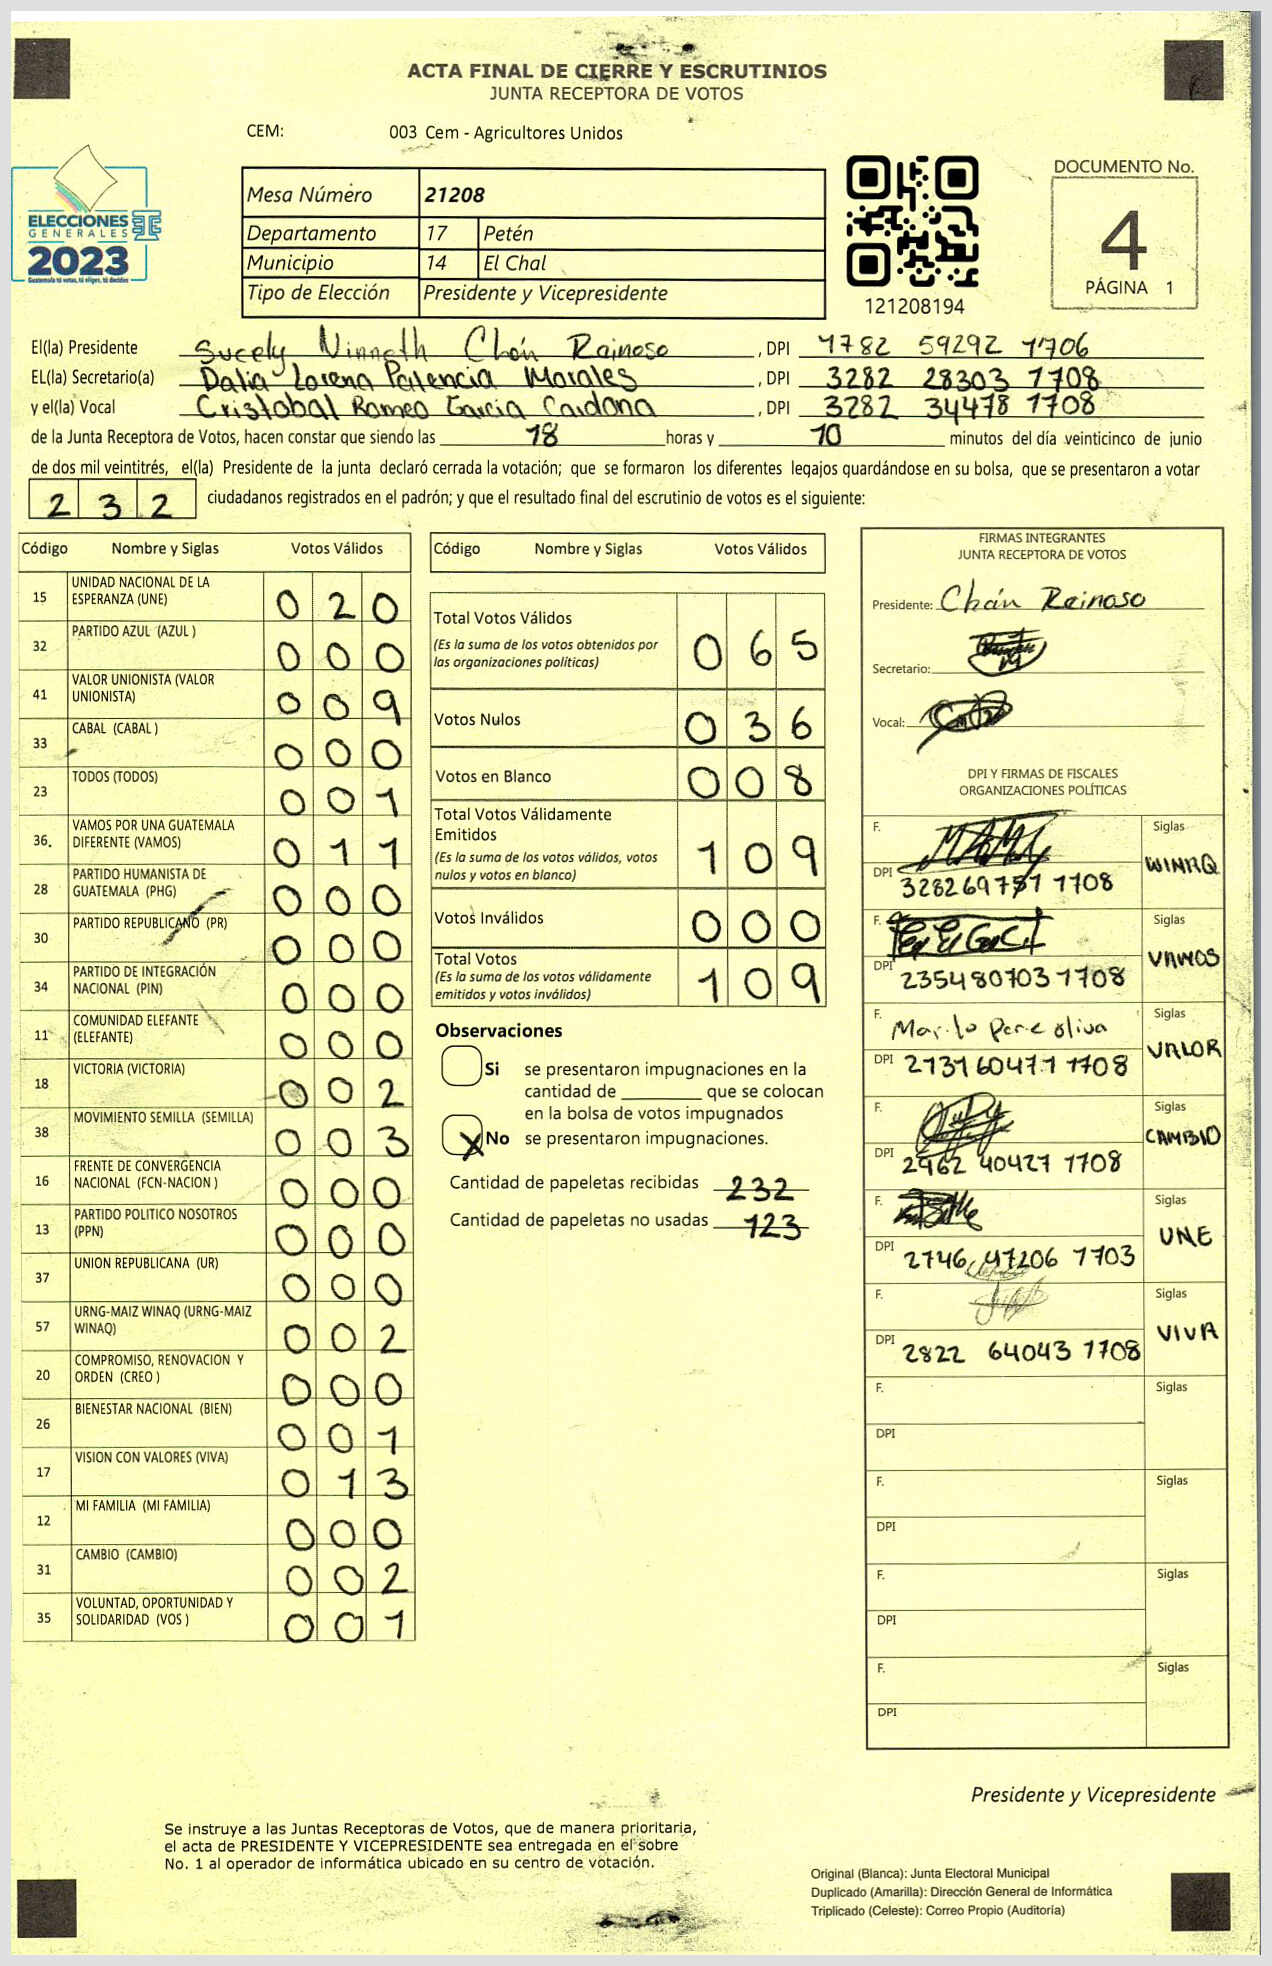 ACTA FINAL DE CIERRE Y ESCRUTINIOS
JUNTA RECEPTORA DE VOTOS
CEM: 003 Cem - Agricultores Unidos
ELECCIONES
GENERALES
2023
Guatemala tú votas, tú eliges, tú decides
Mesa Número 21208
Departamento 17 Petén
Municipio 14 El Chal
Tipo de Elección Presidente y Vicepresidente
121208194
DOCUMENTO No.
4
PÁGINA 1
El(la) Presidente Sucely Ninneth Chán Reinoso, DPI 1782 59292 1706
EL(la) Secretario(a) Dalia Lorena Palencia Morales, DPI 3282 28303 1708
y el(la) Vocal Cristobal Romeo Garcia Cardona, DPI 3282 34478 1708
de la Junta Receptora de Votos, hacen constar que siendo las 18 horas y 10 minutos del día veinticinco de junio
de dos mil veintitrés, el(la) Presidente de la junta declaró cerrada la votación; que se formaron los diferentes legajos guardándose en su bolsa, que se presentaron a votar
232 ciudadanos registrados en el padrón; y que el resultado final del escrutinio de votos es el siguiente:
Código Nombre y Siglas Votos Válidos
15 UNIDAD NACIONAL DE LA
ESPERANZA (UNE) 0 2 0
32 PARTIDO AZUL (AZUL ) 0 0 0
41 VALOR UNIONISTA (VALOR
UNIONISTA) 0 0 9
33 CABAL (CABAL ) 0 0 0
23 TODOS (TODOS) 0 0 1
36. VAMOS POR UNA GUATEMALA
DIFERENTE (VAMOS) 0 1 1
28 PARTIDO HUMANISTA DE
GUATEMALA (PHG) 0 0 0
30 PARTIDO REPUBLICANO (PR) 0 0 0
34 PARTIDO DE INTEGRACIÓN
NACIONAL (PIN) 0 0 0
11 COMUNIDAD ELEFANTE
(ELEFANTE) 0 0 0
18 VICTORIA (VICTORIA) 0 0 2
38 MOVIMIENTO SEMILLA (SEMILLA) 0 0 3
16 FRENTE DE CONVERGENCIA
NACIONAL (FCN-NACION ) 0 0 0
13 PARTIDO POLITICO NOSOTROS
(PPN) 0 0 0
37 UNION REPUBLICANA (UR) 0 0 0
57 URNG-MAIZ WINAQ (URNG-MAIZ
WINAQ) 0 0 2
20 COMPROMISO, RENOVACION Y
ORDEN (CREO ) 0 0 0
26 BIENESTAR NACIONAL (BIEN) 0 0 1
17 VISION CON VALORES (VIVA) 0 1 3
12 MI FAMILIA (MI FAMILIA) 0 0 0
31 CAMBIO (CAMBIO) 0 0 2
35 VOLUNTAD, OPORTUNIDAD Y
SOLIDARIDAD (VOS ) 0 0 1
Código Nombre y Siglas Votos Válidos
Total Votos Válidos
(Es la suma de los votos obtenidos por
las organizaciones políticas) 0 6 5
Votos Nulos 0 3 6
Votos en Blanco 0 0 8
Total Votos Válidamente
Emitidos
(Es la suma de los votos válidos, votos
nulos y votos en blanco) 1 0 9
Votos Inválidos 0 0 0
Total Votos
(Es la suma de los votos válidamente
emitidos y votos inválidos) 1 0 9
Observaciones
Si se presentaron impugnaciones en la
cantidad de ________ que se colocan
en la bolsa de votos impugnados
X No se presentaron impugnaciones.
Cantidad de papeletas recibidas 232
Cantidad de papeletas no usadas 123
FIRMAS INTEGRANTES
JUNTA RECEPTORA DE VOTOS
Presidente: Chán Reinoso
Secretario:
Vocal:
DPI Y FIRMAS DE FISCALES
ORGANIZACIONES POLÍTICAS
F. Siglas
WINAQ
DPI 328269751 1708
F. Siglas
VAMOS
DPI 235480703 1708
F. Siglas
VALOR
DPI 2131 60471 1708
F. Siglas
CAMBIO
DPI 2462 40427 1708
F. Siglas
UNE
DPI 2746 47206 1703
F. Siglas
VIVA
DPI 2822 64043 1708
F. Siglas
DPI
F. Siglas
DPI
F. Siglas
DPI
F. Siglas
DPI
Presidente y Vicepresidente
Se instruye a las Juntas Receptoras de Votos, que de manera prioritaria,
el acta de PRESIDENTE Y VICEPRESIDENTE sea entregada en el sobre
No. 1 al operador de informática ubicado en su centro de votación.
Original (Blanca): Junta Electoral Municipal
Duplicado (Amarilla): Dirección General de Informática
Triplicado (Celeste): Correo Propio (Auditoría)